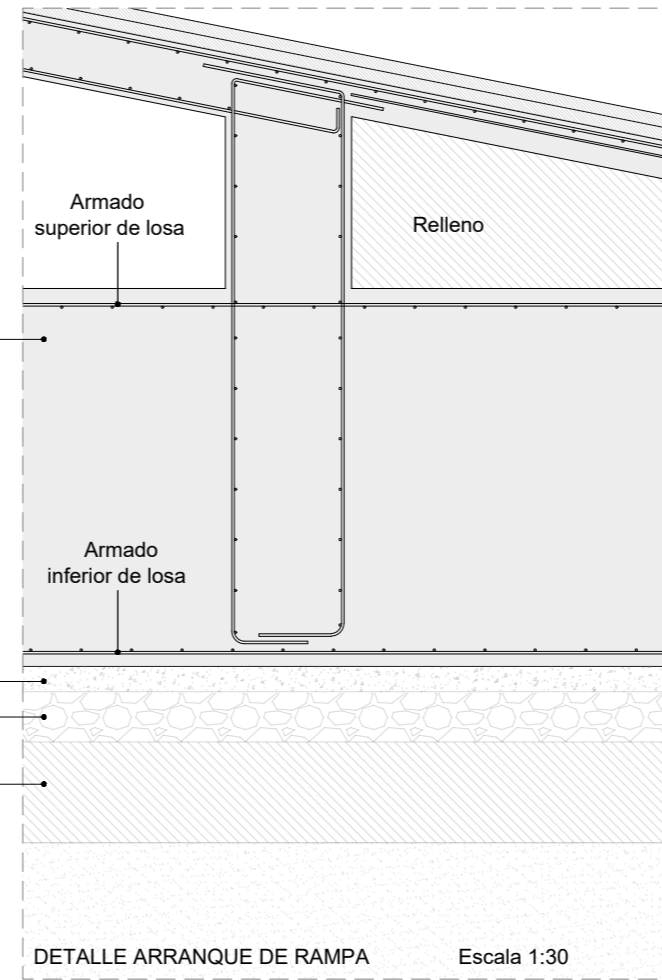 Armado
superior de losa
Relleno
Armado
inferior de losa
DETALLE ARRANQUE DE RAMPA Escala 1:30